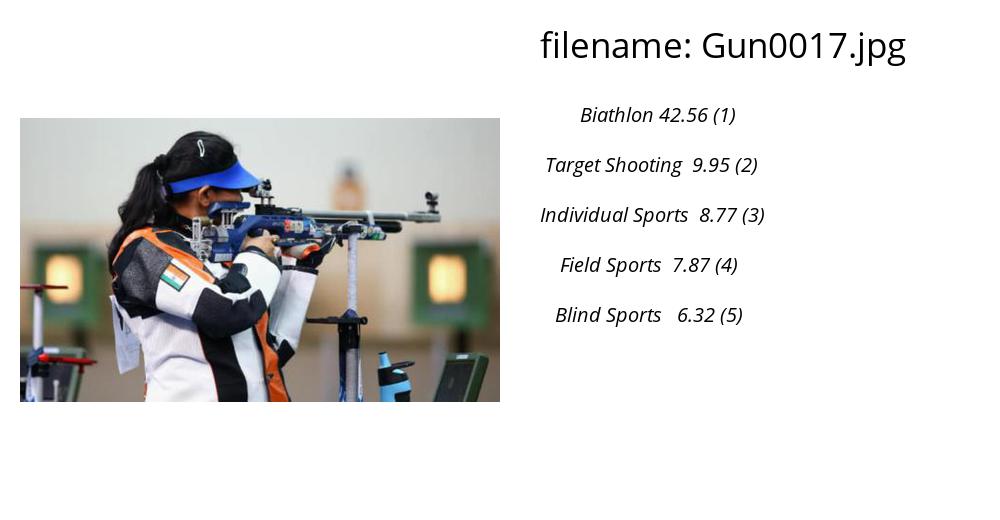 filename: Gun0017.jpg
Biathlon 42.56 (1)
Target Shooting 9.95 (2)
Individual Sports 8.77 (3)
Field Sports 7.87 (4)
Blind Sports 6.32 (5)